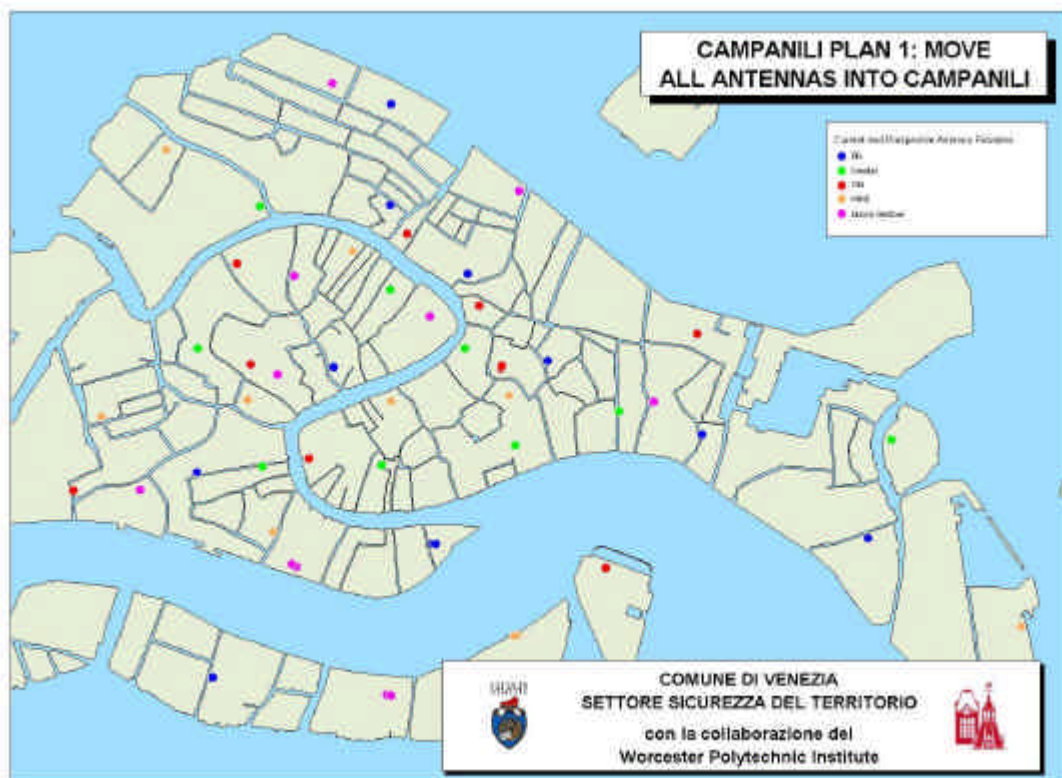 CAMPANILI PLAN 1: MOVE
ALL ANTENNAS INTO CAMPANILI
COMUNE DI VENEZIA
SETTORE SICUREZZA DEL TERRITORIO
con la collaborazione del
Worcester Polytechnic Institute